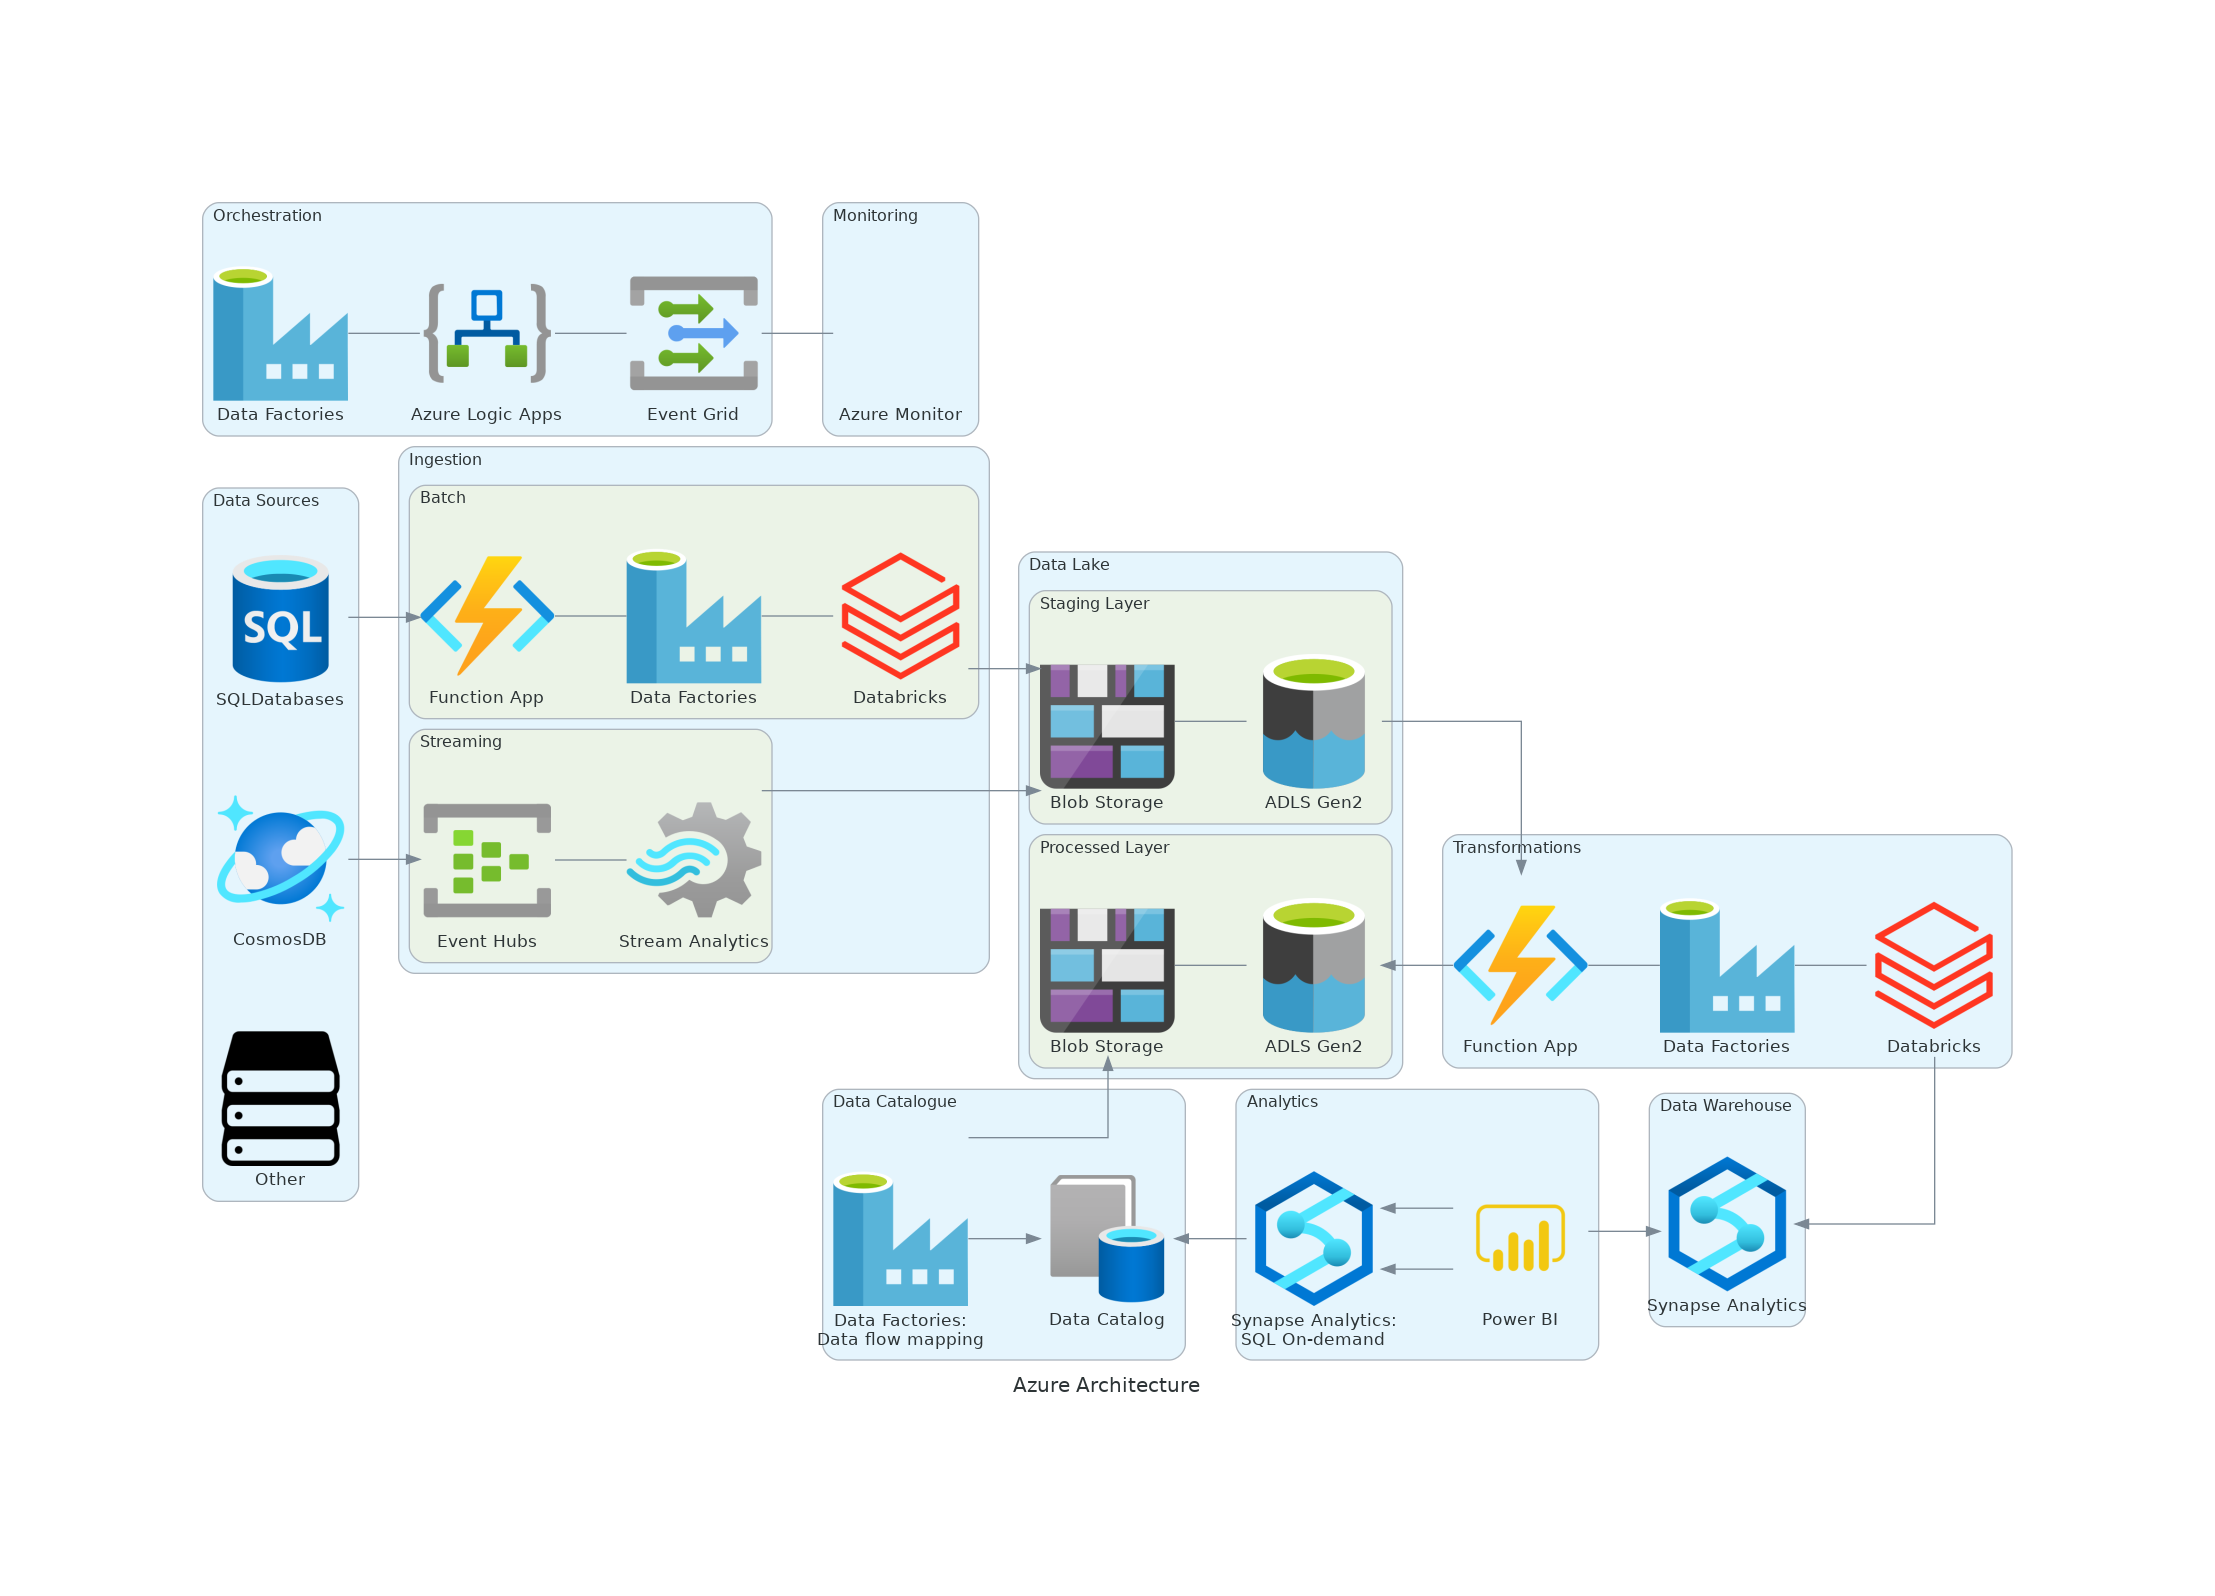 Orchestration
Monitoring
Data Factories
Azure Logic Apps
Event Grid
Azure Monitor
Ingestion
Data Sources
Batch
SQL
SQLDatabases
Function App
Data Factories
Databricks
Streaming
CosmosDB
Event Hubs
Stream Analytics
Other
Data Lake
Staging Layer
Blob Storage
ADLS Gen2
Processed Layer
Blob Storage
ADLS Gen2
Transformations
Function App
Data Factories
Databricks
Data Catalogue
Data Factories:
Data flow mapping
Data Catalog
Analytics
Synapse Analytics:
SQL On-demand
Power BI
Data Warehouse
Synapse Analytics
Azure Architecture